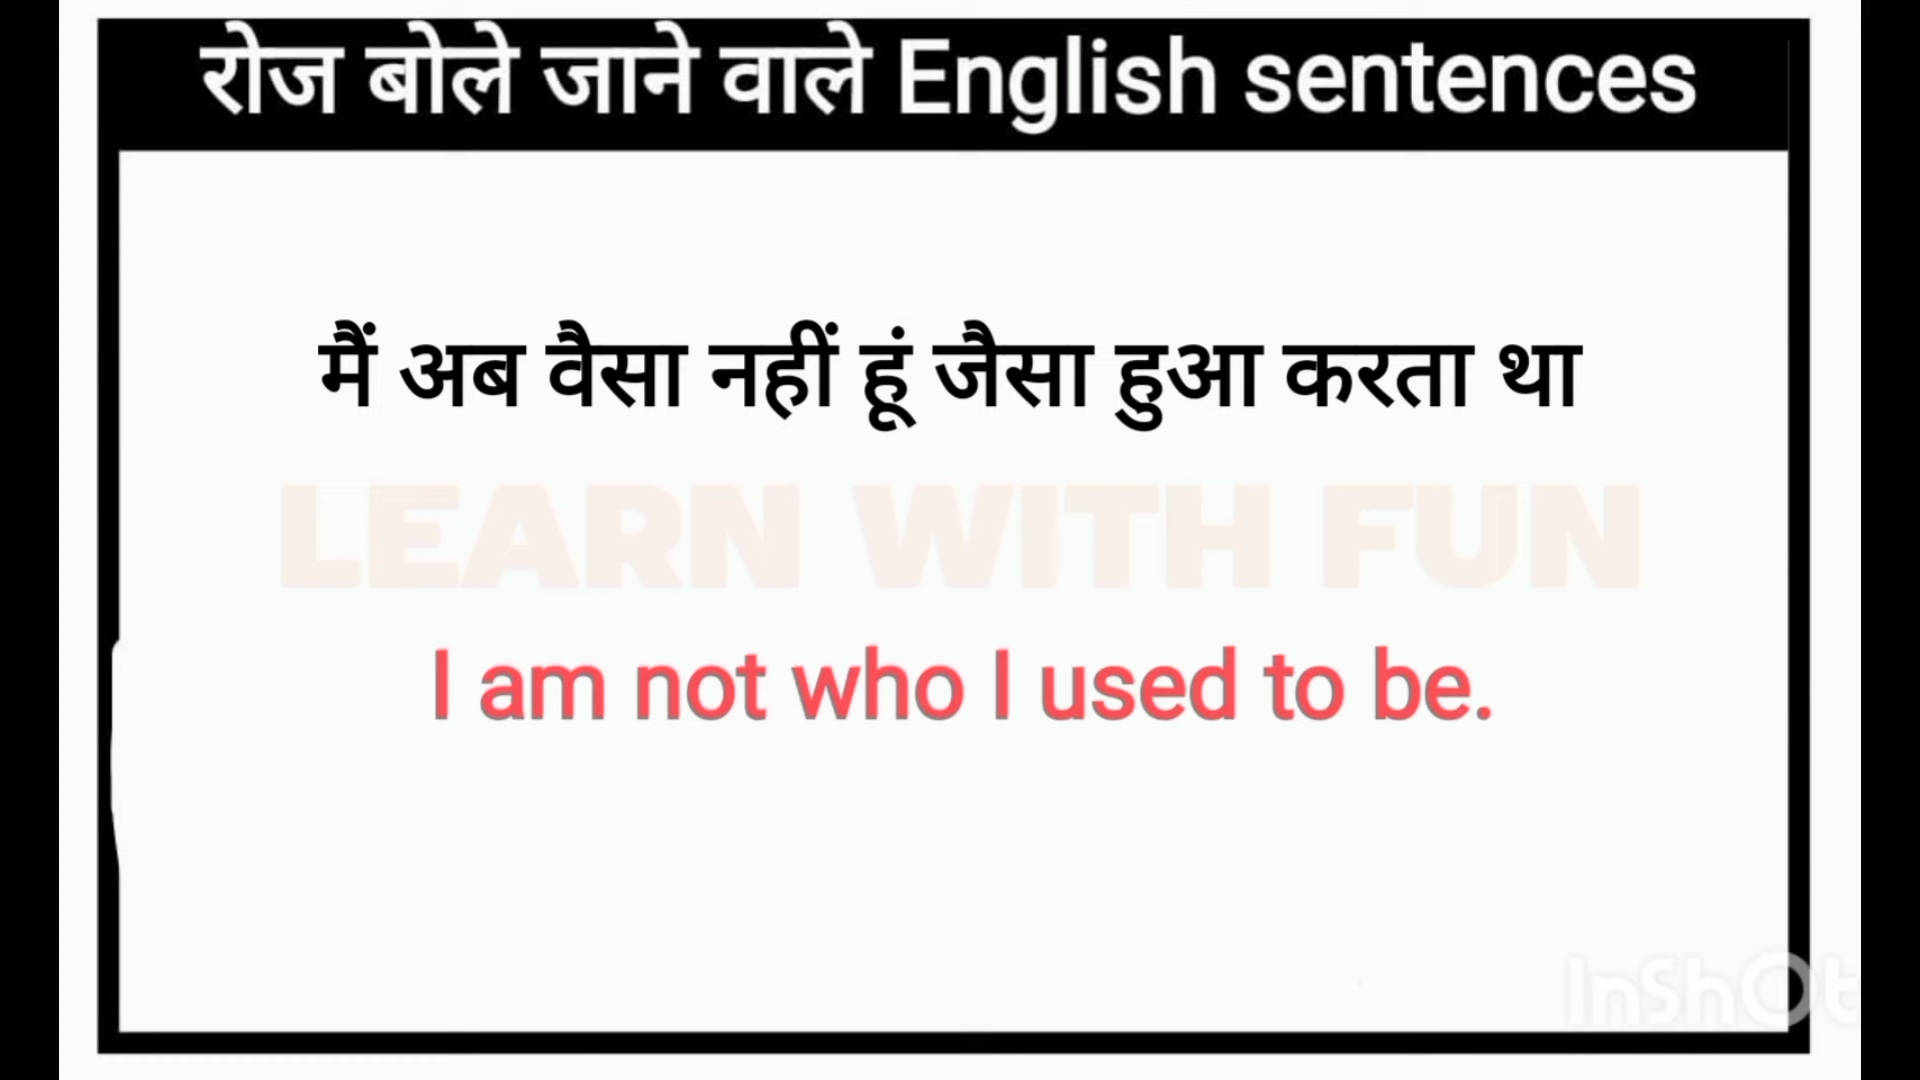 रोज बोले जाने वाले English sentences
मैं अब वैसा नहीं हूं जैसा हुआ करता था
LEARN WITH FUN
I am not who I used to be.
InShOt